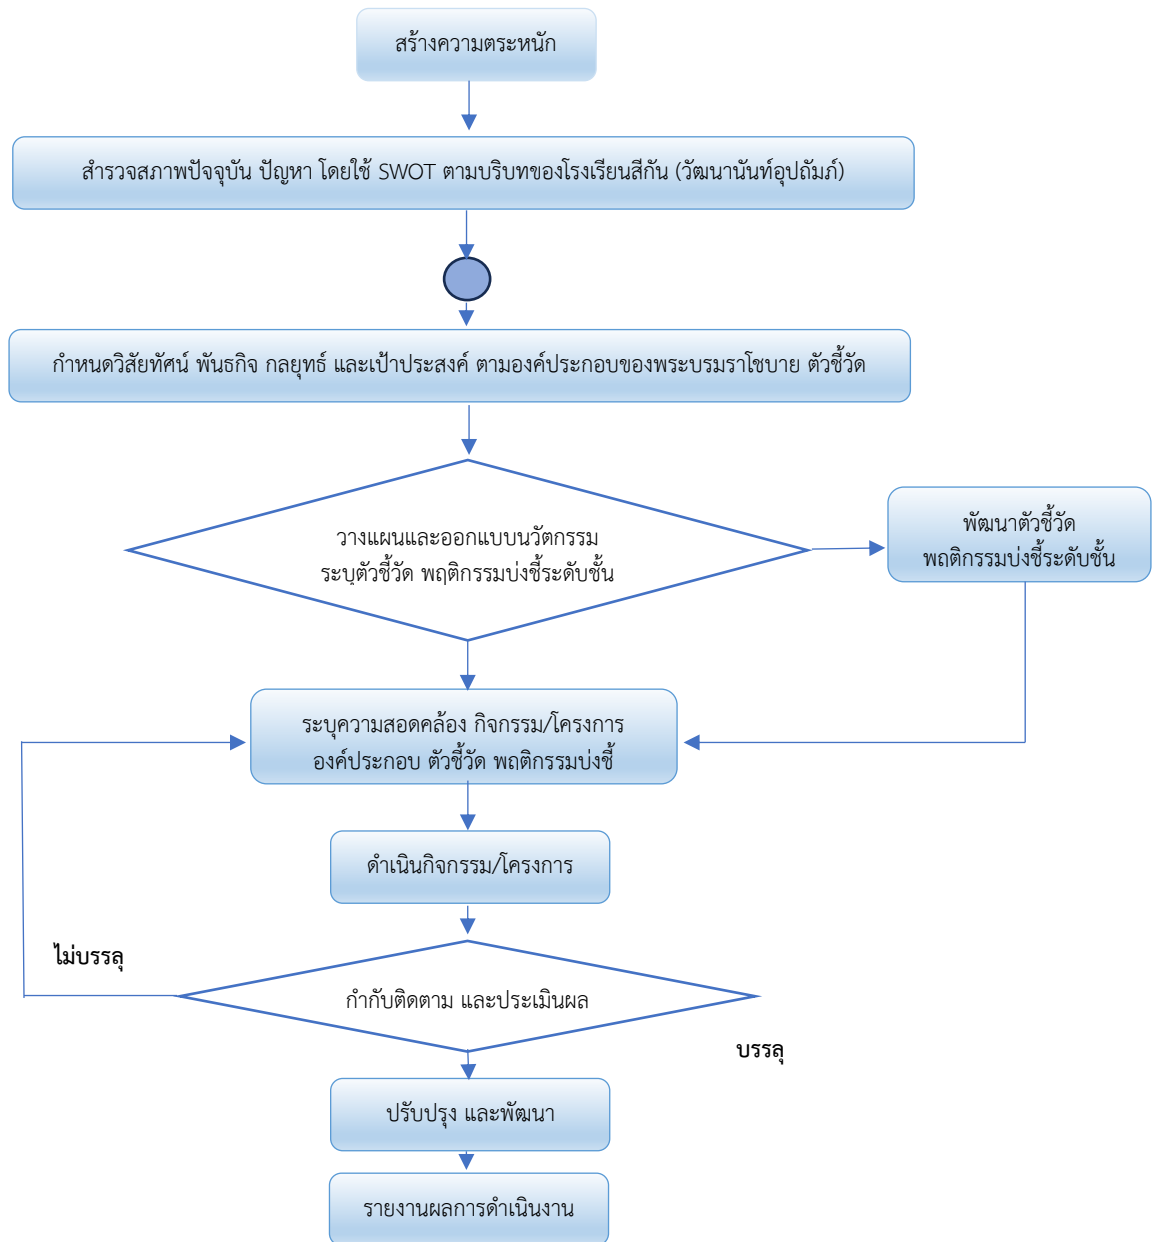 สร้างความตระหนัก
สำรวจสภาพปัจจุบัน ปัญหา โดยใช้ SWOT ตามบริบทของโรงเรียนสีกัน (วัฒนานันท์อุปถัมภ์)
กำหนดวิสัยทัศน์ พันธกิจ กลยุทธ์ และเป้าประสงค์ ตามองค์ประกอบของพระบรมราโชบาย ตัวชี้วัด
วางแผนและออกแบบนวัตกรรม
ระบุตัวชี้วัด พฤติกรรมบ่งชี้ระดับชั้น
พัฒนาตัวชี้วัด
พฤติกรรมบ่งชี้ระดับชั้น
ระบุความสอดคล้อง กิจกรรม/โครงการ
องค์ประกอบ ตัวชี้วัด พฤติกรรมบ่งชี้
ดำเนินกิจกรรม/โครงการ
ไม่บรรลุ
กำกับติดตาม และประเมินผล
บรรลุ
ปรับปรุง และพัฒนา
รายงานผลการดำเนินงาน